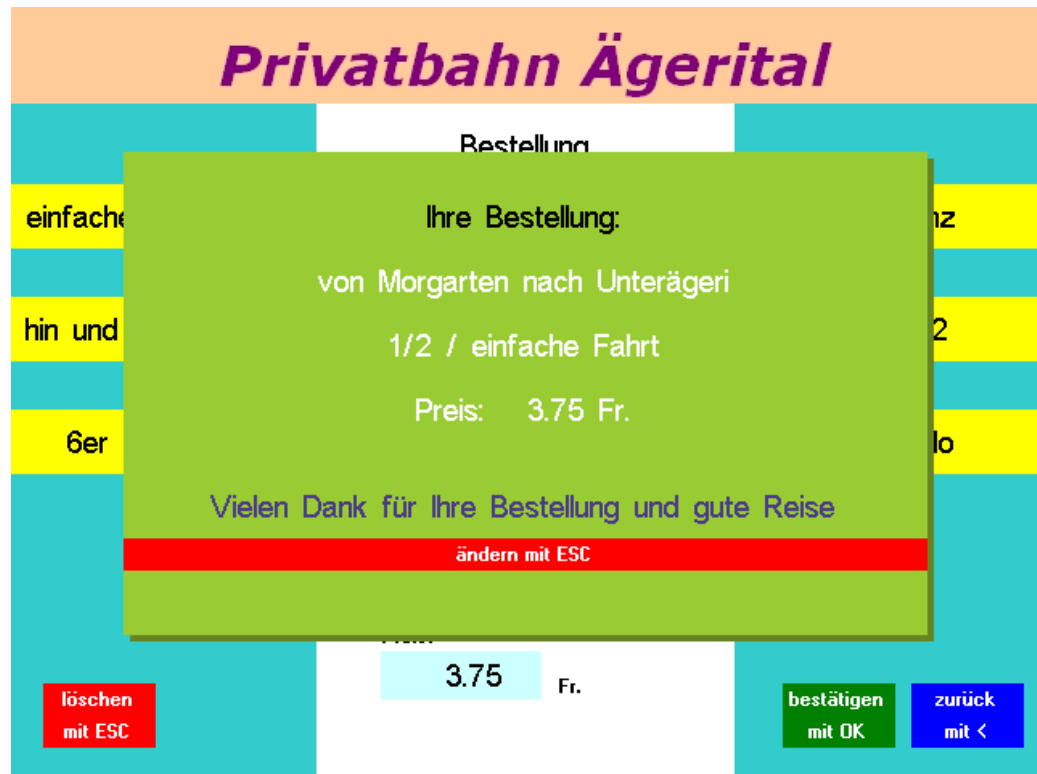 Privatbahn Ägerital
Bestellung
einfache
Ihre Bestellung:
von Morgarten nach Unterägeri
hin und
1/2 / einfache Fahrt
2
Preis: 3.75 Fr.
6er
Vielen Dank für Ihre Bestellung und gute Reise
ändern mit ESC
3.75 Fr.
löschen
mit ESC
bestätigen
mit OK
zurück
mit <